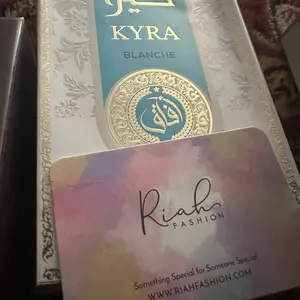 KYRA
BLANCHE
Riah
FASHION
Something Special for Someone Special
WWW.RIAHFASHION.COM